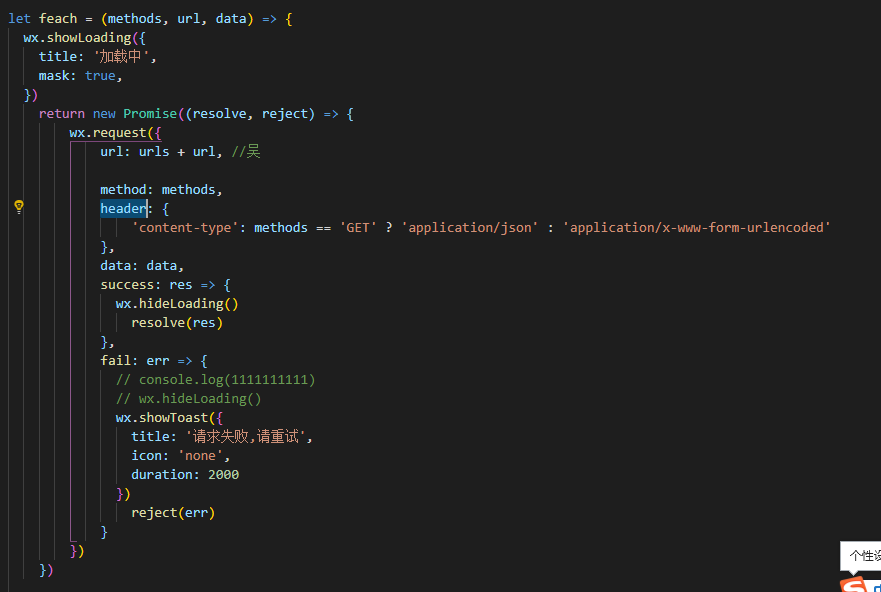 let feach = (methods, url, data) => {
wx.showLoading({
title: '加载中',
mask: true,
})
return new Promise((resolve, reject) => {
wx.request({
url: urls + url, //吴
method: methods,
header: {
'content-type': methods == 'GET' ? 'application/json' : 'application/x-www-form-urlencoded'
},
data: data,
success: res => {
wx.hideLoading()
resolve(res)
},
fail: err => {
// console.log(1111111111)
// wx.hideLoading()
wx.showToast({
title: '请求失败,请重试',
icon: 'none',
duration: 2000
})
reject(err)
}
})
})
个性设